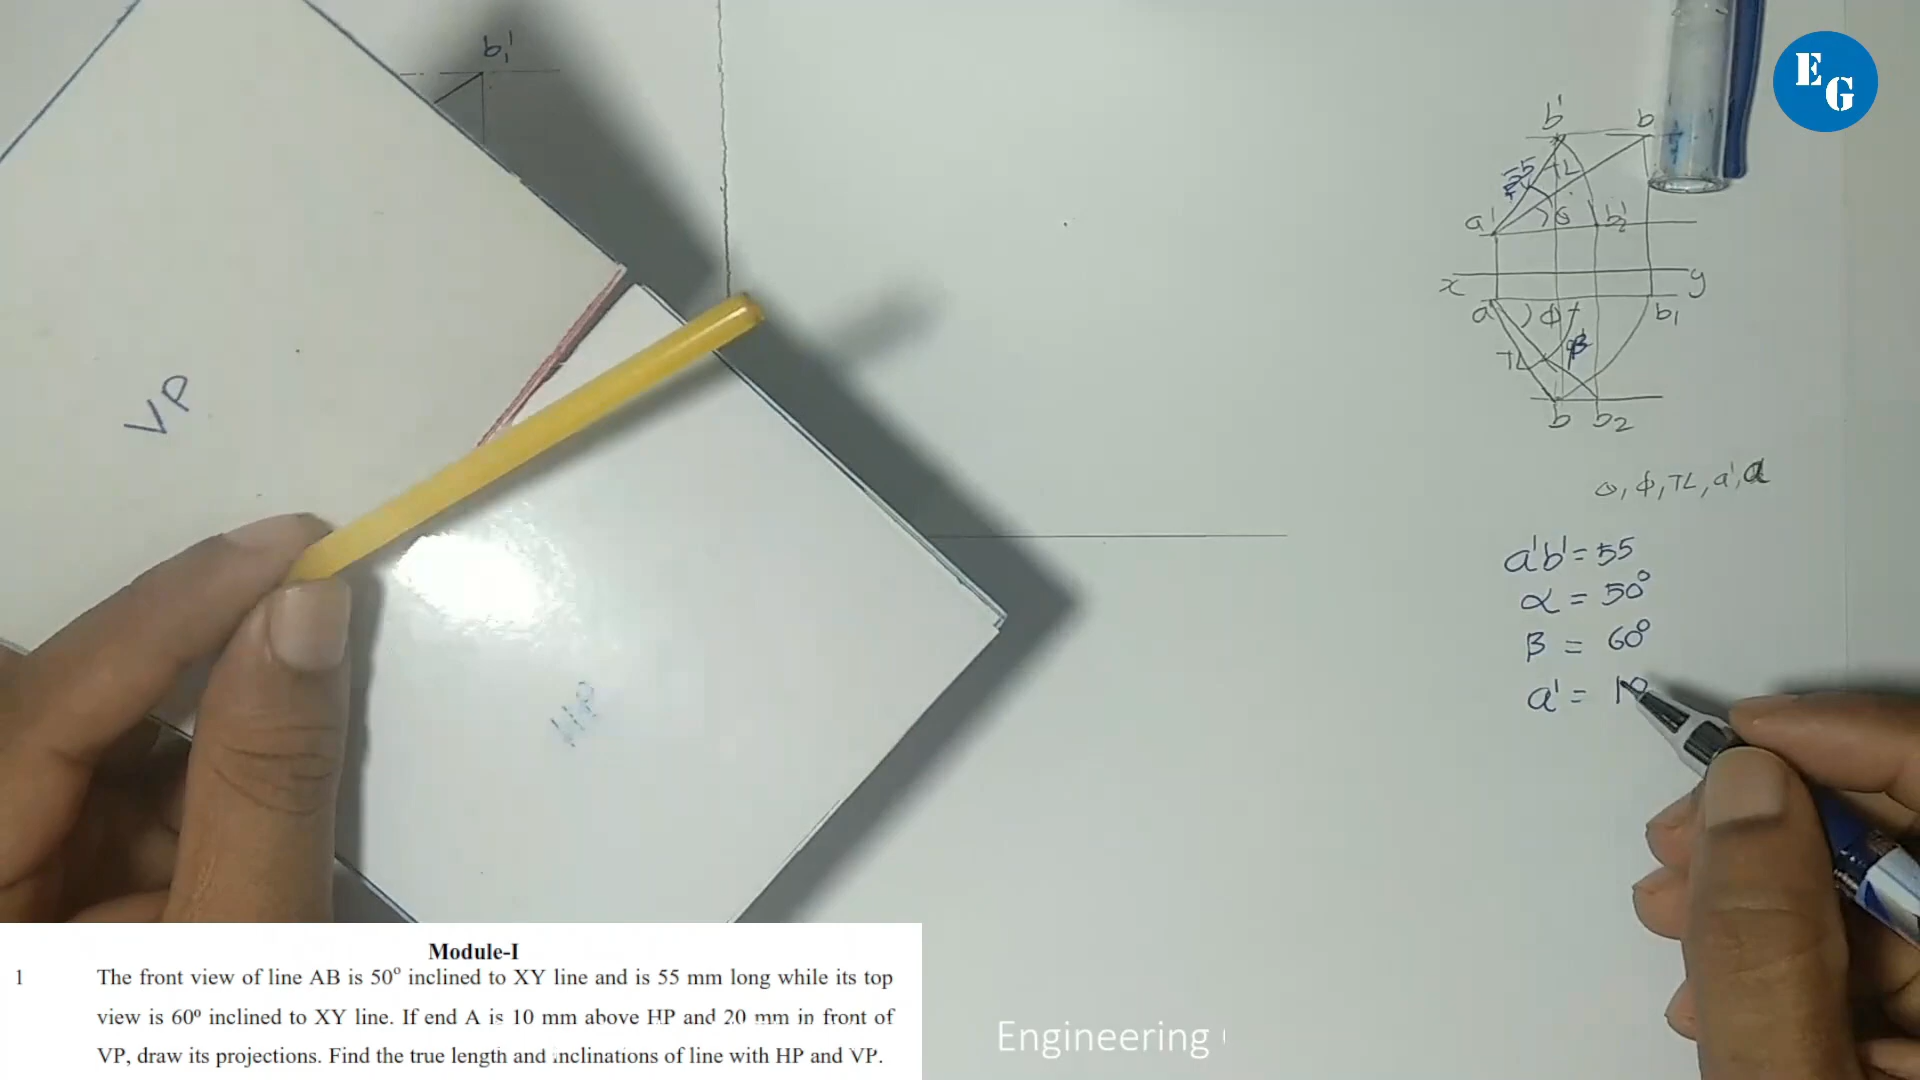 b₁'
VP
HP
E
G
b' b
55 TL
a' θ b₂'
x y
a ϕ b₁
TL β
b b₂
θ, ϕ, TL, a', a
a'b' = 55
α = 50°
β = 60°
a' = 10
Module-I
1 The front view of line AB is 50° inclined to XY line and is 55 mm long while its top
view is 60º inclined to XY line. If end A is 10 mm above HP and 20 mm in front of
VP, draw its projections. Find the true length and inclinations of line with HP and VP.
Engineering